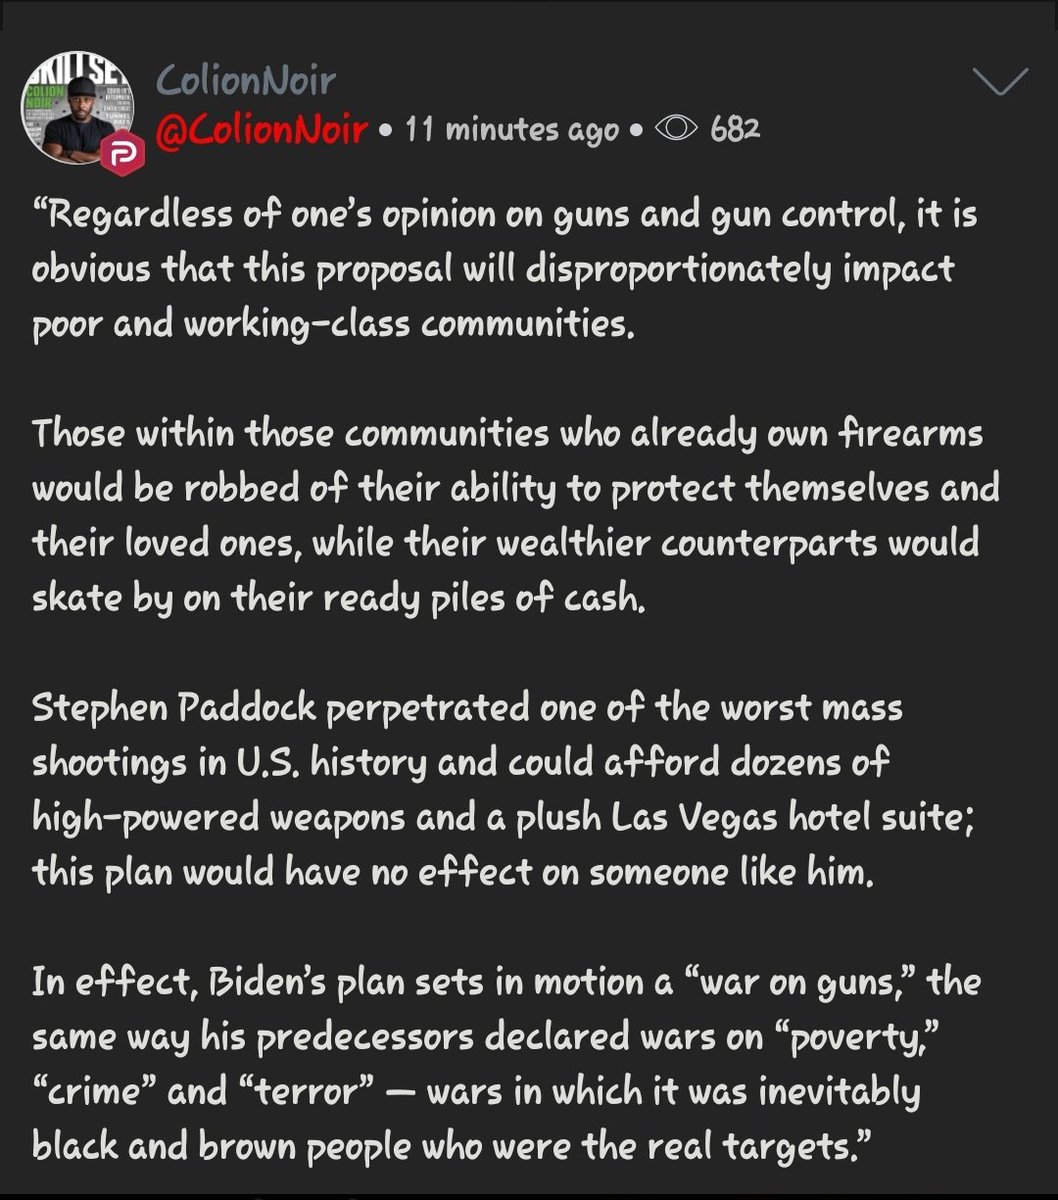 SKILLSET
COLION
NOIR
ColionNoir
@ColionNoir • 11 minutes ago • 682
“Regardless of one’s opinion on guns and gun control, it is
obvious that this proposal will disproportionately impact
poor and working-class communities.
Those within those communities who already own firearms
would be robbed of their ability to protect themselves and
their loved ones, while their wealthier counterparts would
skate by on their ready piles of cash.
Stephen Paddock perpetrated one of the worst mass
shootings in U.S. history and could afford dozens of
high-powered weapons and a plush Las Vegas hotel suite;
this plan would have no effect on someone like him.
In effect, Biden’s plan sets in motion a “war on guns,” the
same way his predecessors declared wars on “poverty,”
“crime” and “terror” — wars in which it was inevitably
black and brown people who were the real targets.”